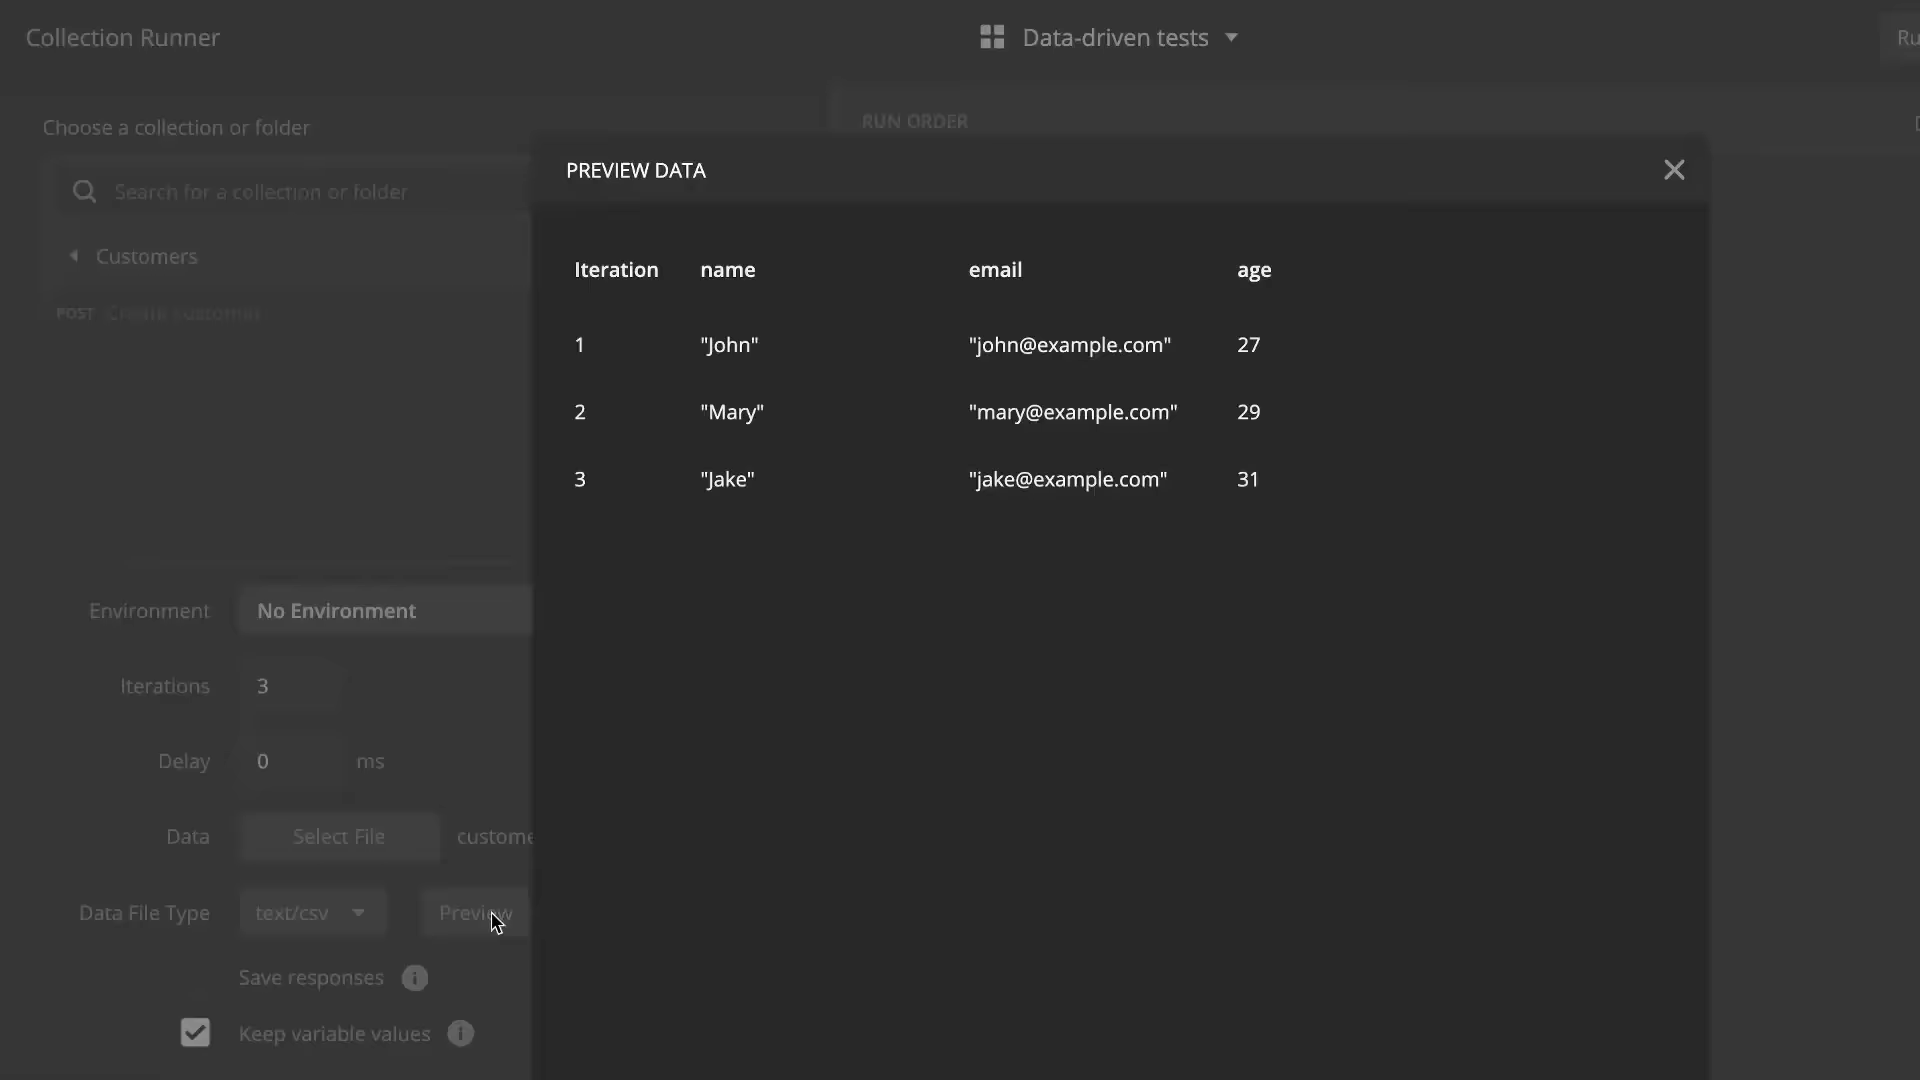 Collection Runner
Data-driven tests
Choose a collection or folder
RUN ORDER
PREVIEW DATA
Search for a collection or folder
Customers
POST Create customer
Iteration name email age
1 "John" "john@example.com" 27
2 "Mary" "mary@example.com" 29
3 "Jake" "jake@example.com" 31
Environment No Environment
Iterations 3
Delay 0 ms
Data Select File
Data File Type text/csv Preview
Save responses
Keep variable values